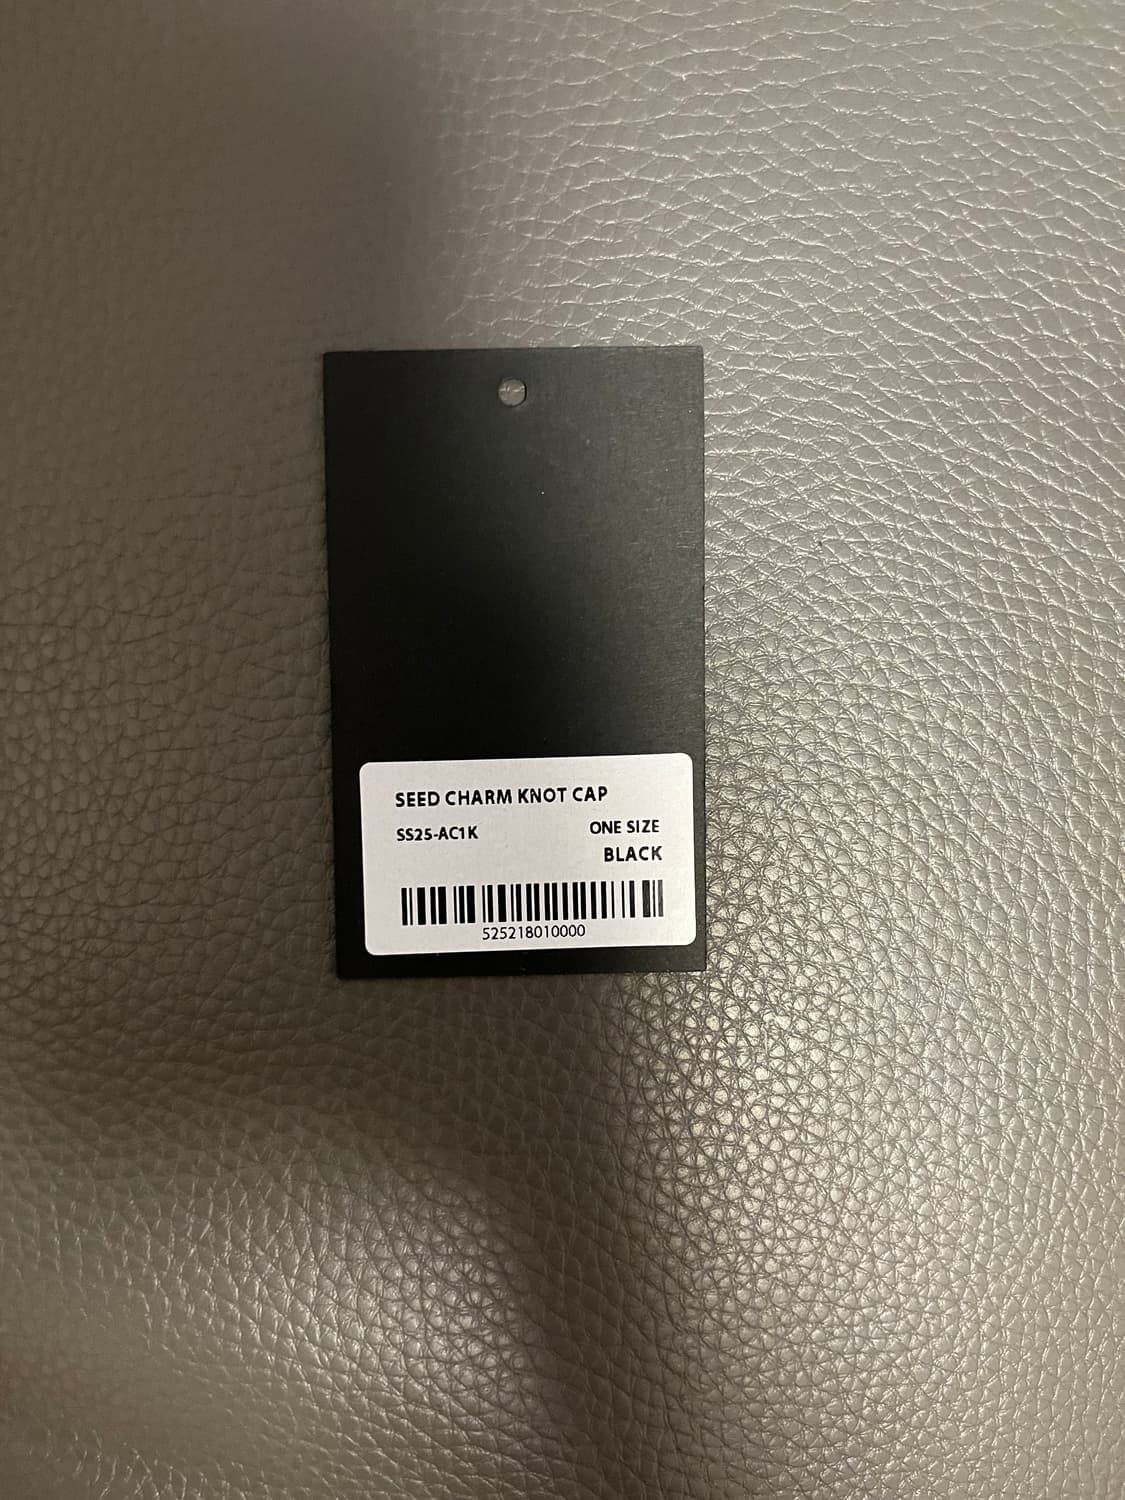 SEED CHARM KNOT CAP
SS25-AC1K ONE SIZE
BLACK
525218010000